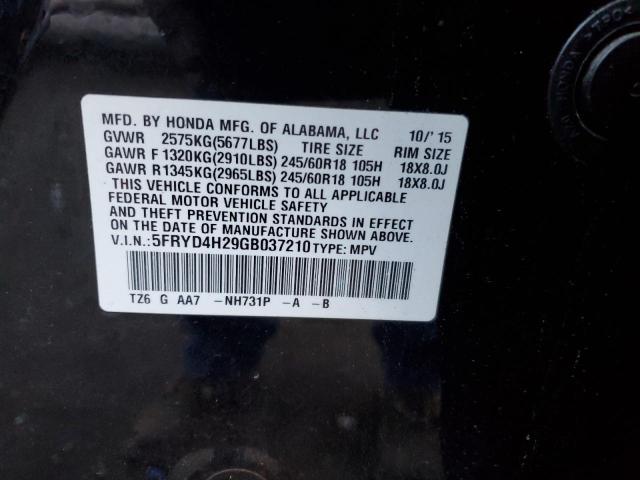 MFD. BY HONDA MFG. OF ALABAMA, LLC 10/'15
GVWR 2575KG(5677LBS) TIRE SIZE RIM SIZE
GAWR F 1320KG(2910LBS) 245/60R18 105H 18X8.0J
GAWR R 1345KG(2965LBS) 245/60R18 105H 18X8.0J
THIS VEHICLE CONFORMS TO ALL APPLICABLE
FEDERAL MOTOR VEHICLE SAFETY
AND THEFT PREVENTION STANDARDS IN EFFECT
ON THE DATE OF MANUFACTURE SHOWN ABOVE.
V.I.N.:5FRYD4H29GB037210 TYPE: MPV
TZ6 G AA7 -NH731P -A -B
HONDA